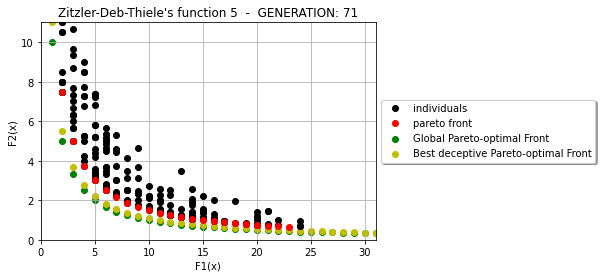 Zitzler-Deb-Thiele's function 5 - GENERATION: 71
10
8
6
4
2
0
F2(x)
0 5 10 15 20 25 30
F1(x)
individuals
pareto front
Global Pareto-optimal Front
Best deceptive Pareto-optimal Front